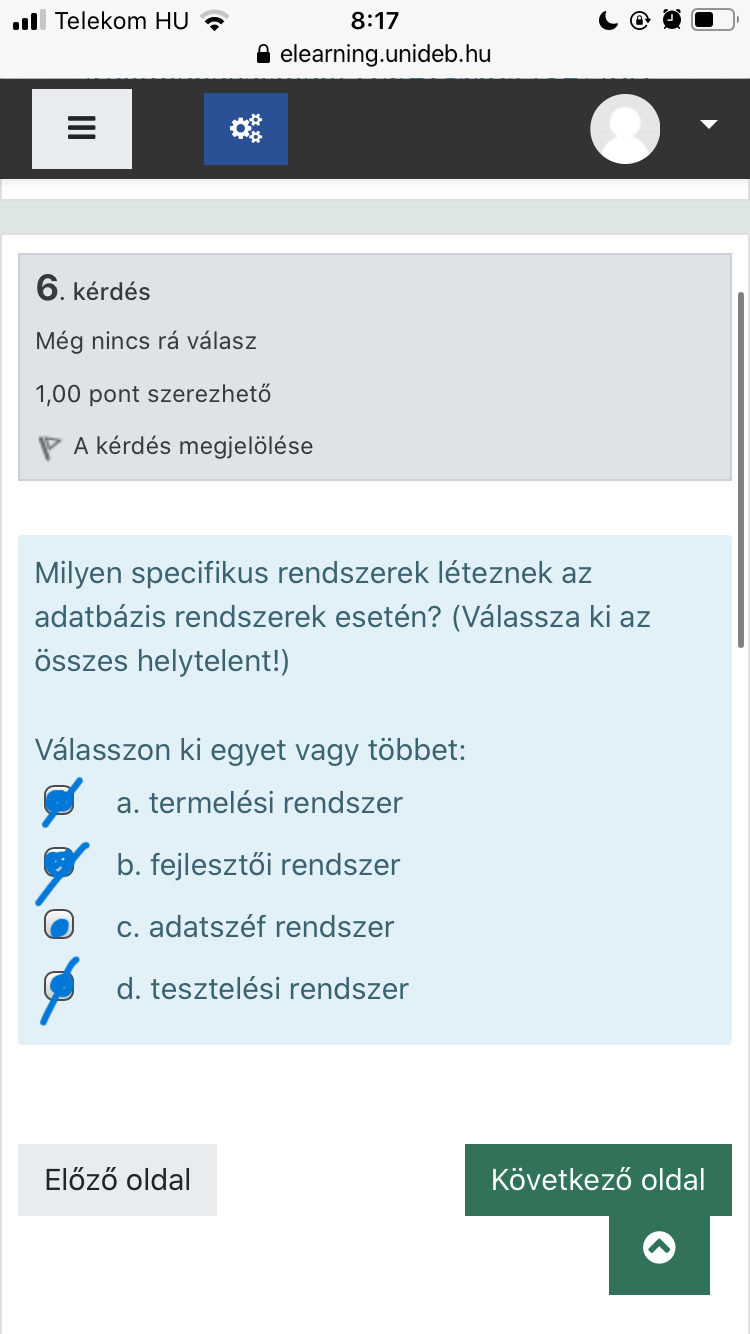 Telekom HU
8:17
elearning.unideb.hu
6. kérdés
Még nincs rá válasz
1,00 pont szerezhető
A kérdés megjelölése
Milyen specifikus rendszerek léteznek az
adatbázis rendszerek esetén? (Válassza ki az
összes helytelent!)
Válasszon ki egyet vagy többet:
a. termelési rendszer
b. fejlesztői rendszer
c. adatszéf rendszer
d. tesztelési rendszer
Előző oldal
Következő oldal